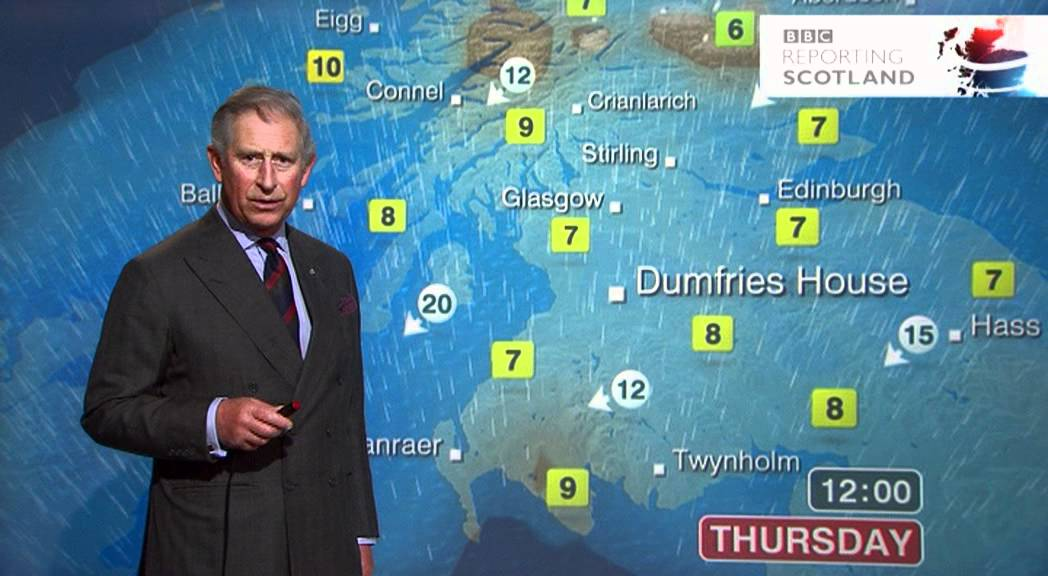 Eigg
7
6
BBC
REPORTING
SCOTLAND
10
12
Connel
Crianlarich
9
7
Stirling
Edinburgh
Glasgow
8
7
7
Dumfries House
7
20
8
15
Hass
7
12
8
anraer
Twynholm
9
12:00
THURSDAY